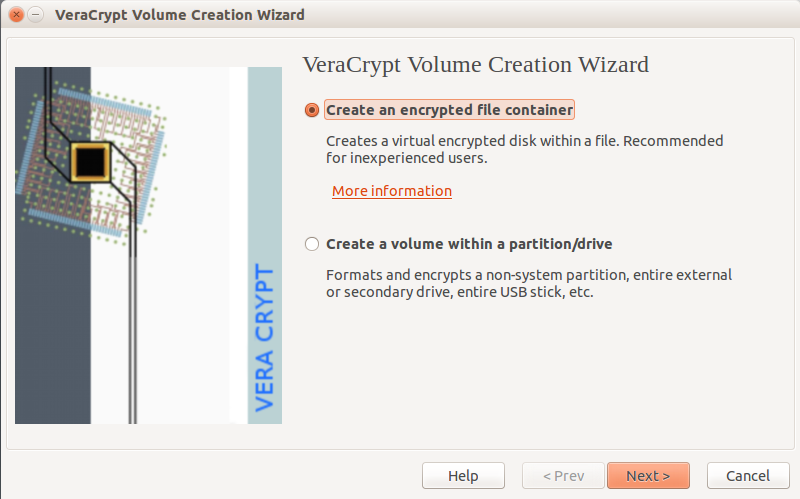 VeraCrypt Volume Creation Wizard
VeraCrypt Volume Creation Wizard
Create an encrypted file container
Creates a virtual encrypted disk within a file. Recommended
for inexperienced users.
More information
Create a volume within a partition/drive
Formats and encrypts a non-system partition, entire external
or secondary drive, entire USB stick, etc.
VERA CRYPT
Help
< Prev
Next >
Cancel